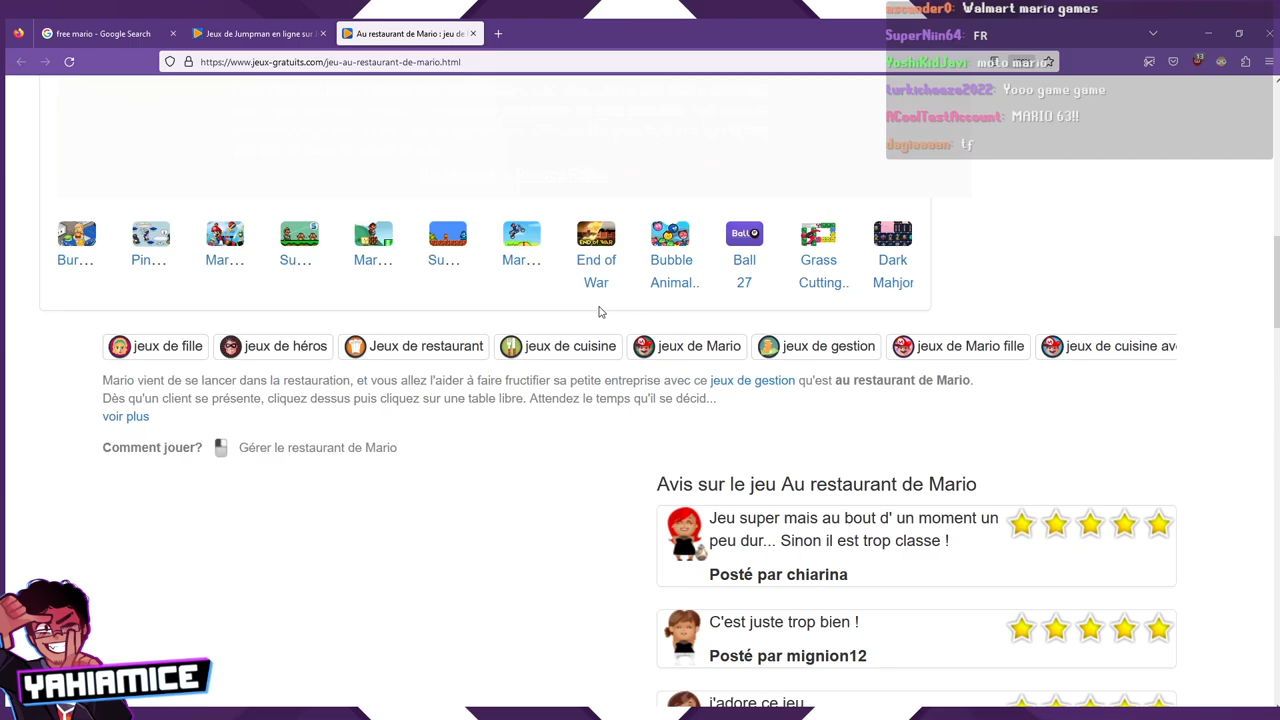 ascender0: Walmart mario games
free mario - Google Search
Jeux de Jumpman en ligne sur
Au restaurant de Mario : jeu de
SuperNiin64: FR
https://www.jeux-gratuits.com/jeu-au-restaurant-de-mario.html
YoshiKidJavi: moto mario
turkicheeze2022: Yooo game game
ACoolTestAccount: MARIO 63!!
Bur... Pin... Mar... Su... Mar... Su... Mar... End of Bubble Ball Grass Dark
War Animal.. 27 Cutting.. Mahjor
jeux de fille jeux de héros Jeux de restaurant jeux de cuisine jeux de Mario jeux de gestion jeux de Mario fille jeux de cuisine ave
Mario vient de se lancer dans la restauration, et vous allez l'aider à faire fructifier sa petite entreprise avec ce jeux de gestion qu'est au restaurant de Mario.
Dès qu'un client se présente, cliquez dessus puis cliquez sur une table libre. Attendez le temps qu'il se décid...
voir plus
Comment jouer? Gérer le restaurant de Mario
Avis sur le jeu Au restaurant de Mario
Jeu super mais au bout d' un moment un
peu dur... Sinon il est trop classe !
Posté par chiarina
C'est juste trop bien !
Posté par mignion12
j'adore ce jeu
YAHIAMICE